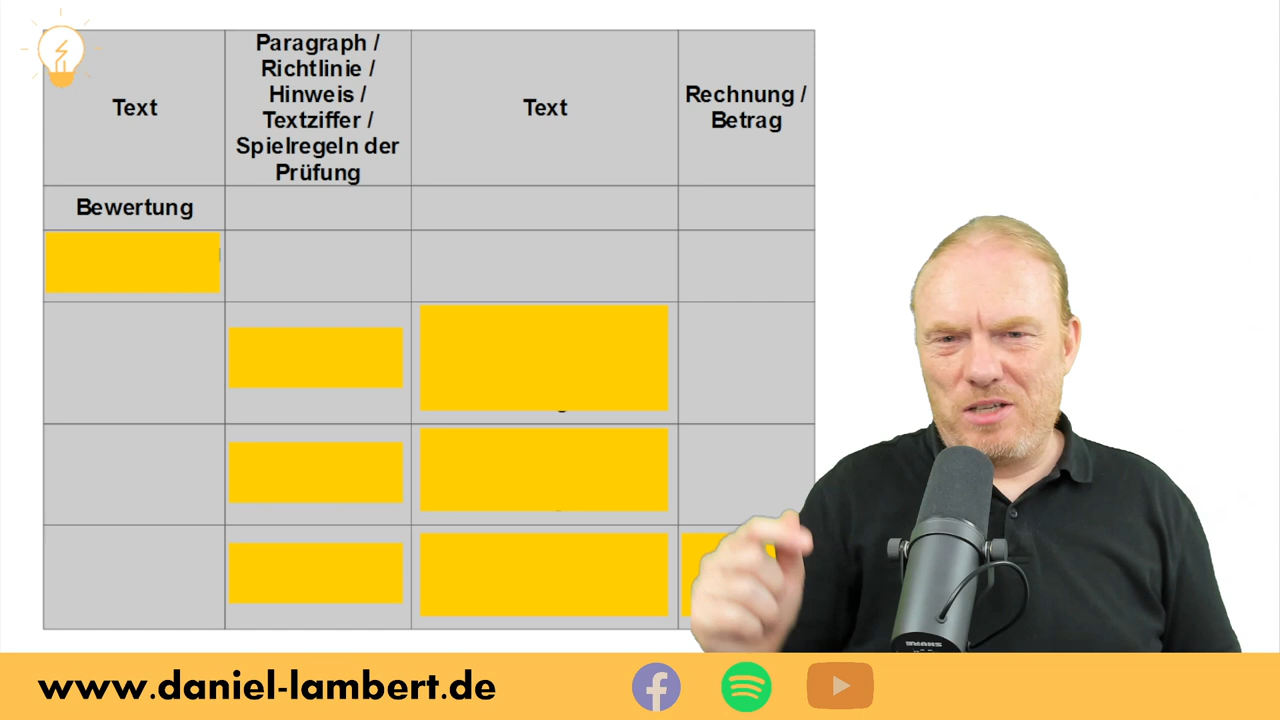 Text
Paragraph /
Richtlinie /
Hinweis /
Textziffer /
Spielregeln der
Prüfung
Text
Rechnung /
Betrag
Bewertung
www.daniel-lambert.de